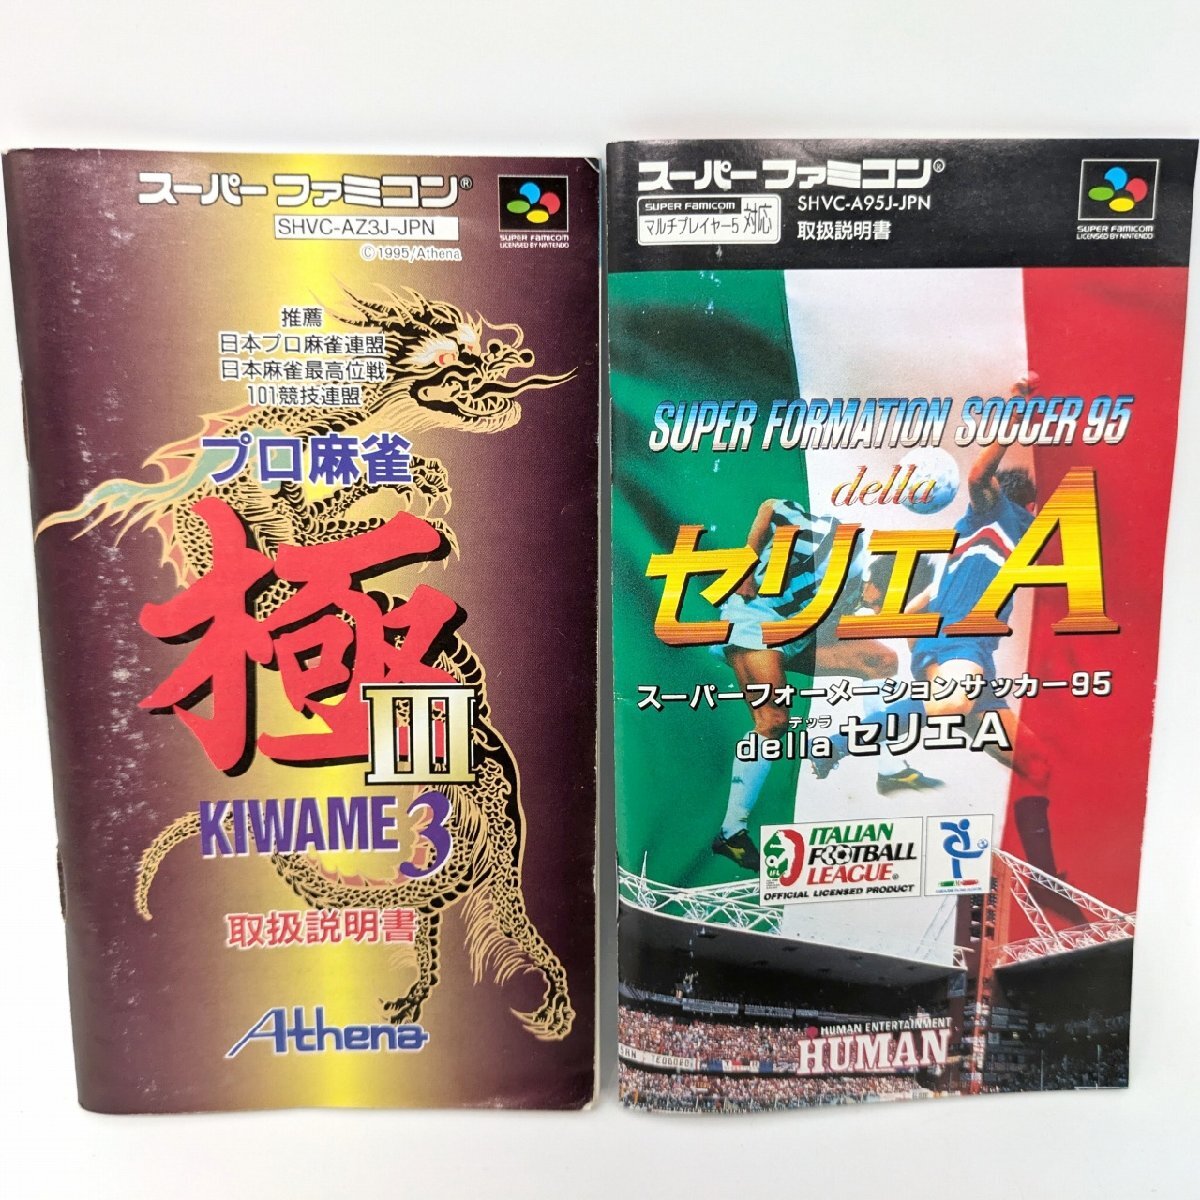 スーパーファミコン®
SHVC-AZ3J-JPN
©1995/Athena
SUPER FAMICOM
LICENSED BY NINTENDO
推薦
日本プロ麻雀連盟
日本麻雀最高位戦
101競技連盟
プロ麻雀
極
III
KIWAME 3
取扱説明書
Athena
スーパーファミコン®
SUPER FAMICOM
マルチプレイヤー5 対応
SHVC-A95J-JPN
取扱説明書
SUPER FAMICOM
LICENSED BY NINTENDO
SUPER FORMATION SOCCER 95
della
セリエA
スーパーフォーメーションサッカー95
デッラ
della セリエA
ITALIAN
FOOTBALL
LEAGUE®
OFFICIAL LICENSED PRODUCT
HUMAN ENTERTAINMENT
HUMAN